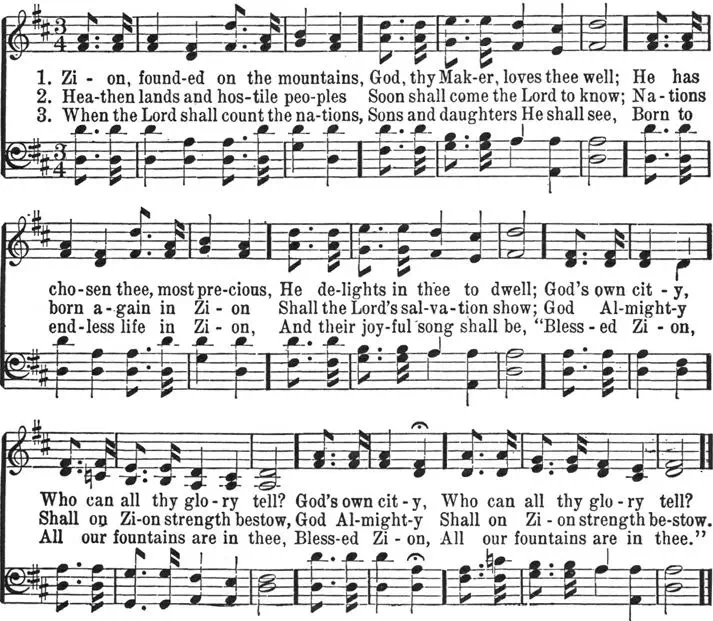 3 4
1. Zi - on, found-ed on the mountains, God, thy Mak-er, loves thee well; He has
2. Hea-then lands and hos-tile peo-ples Soon shall come the Lord to know; Na-tions
3. When the Lord shall count the na-tions, Sons and daughters He shall see, Born to
3 4
cho-sen thee, most pre-cious, He de-lights in thee to dwell; God's own cit - y,
born a-gain in Zi - on Shall the Lord's sal-va-tion show; God Al-might-y
end-less life in Zi - on, And their joy-ful song shall be, "Bless-ed Zi - on,
Who can all thy glo-ry tell? God's own cit-y, Who can all thy glo-ry tell?
Shall on Zi-on strength bestow, God Al-might-y Shall on Zi-on strength be-stow.
All our fountains are in thee, Bless-ed Zi-on, All our fountains are in thee."